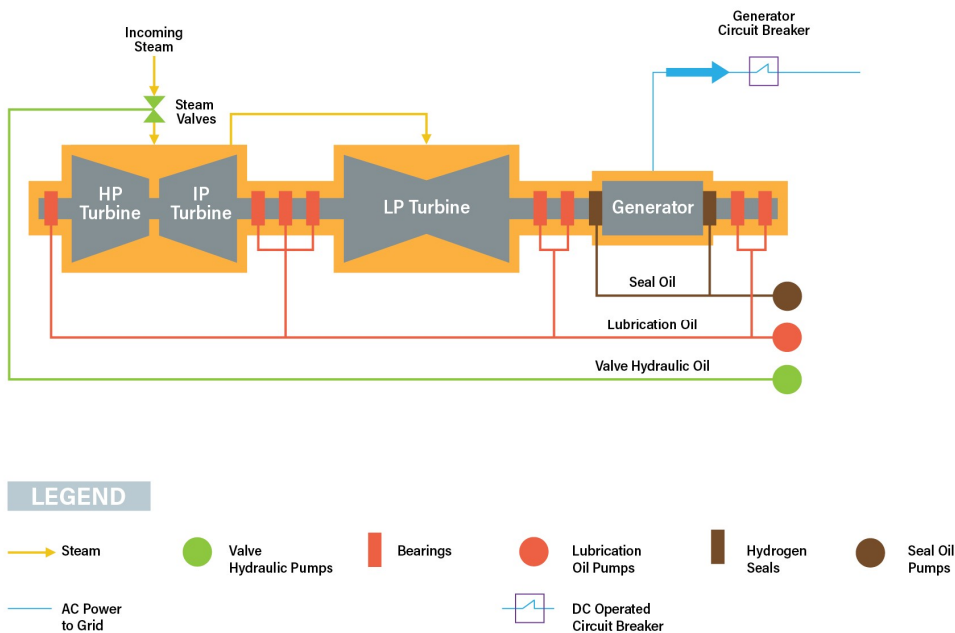 Generator
Circuit Breaker
Incoming
Steam
Steam
Valves
HP
Turbine
IP
Turbine
LP Turbine
Generator
Seal Oil
Lubrication Oil
Valve Hydraulic Oil
LEGEND
Steam
Valve
Hydraulic Pumps
Bearings
Lubrication
Oil Pumps
Hydrogen
Seals
Seal Oil
Pumps
AC Power
to Grid
DC Operated
Circuit Breaker